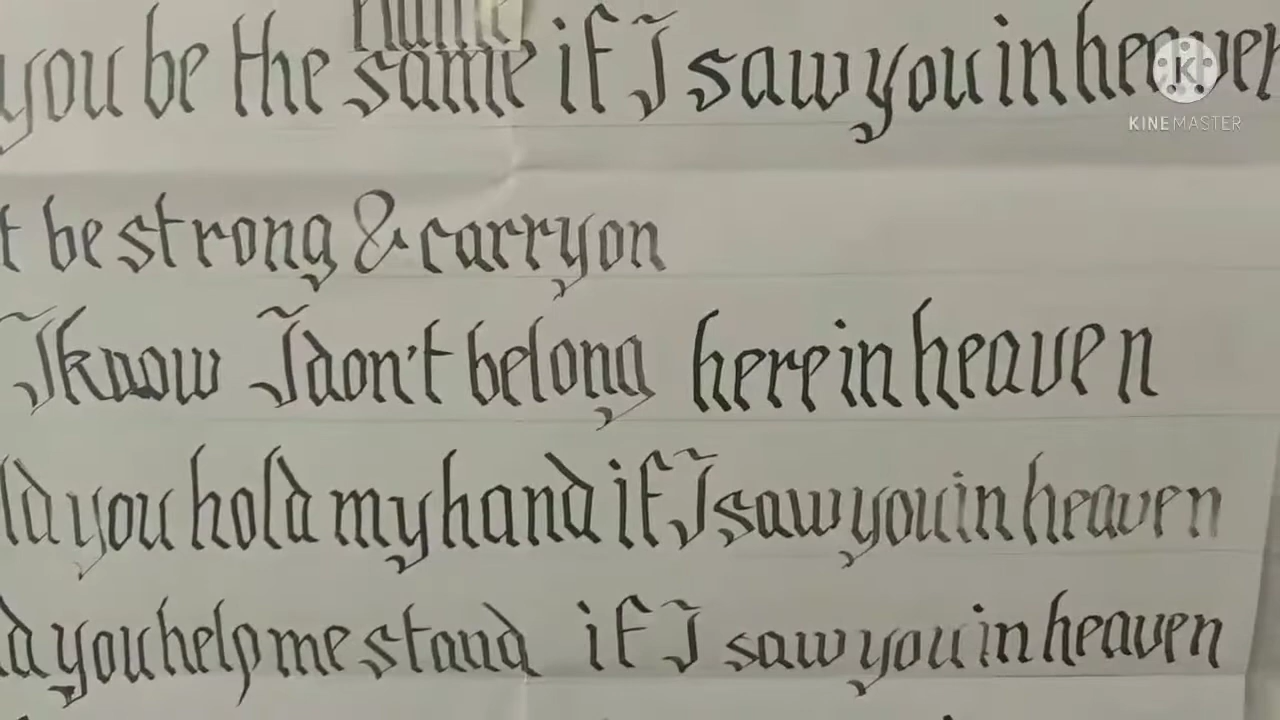 you be the same if I saw you in heaven
t be strong & carry on
I know I don't belong here in heaven
ld you hold my hand if I saw you in heaven
d you help me stand if I saw you in heaven
KINEMASTER